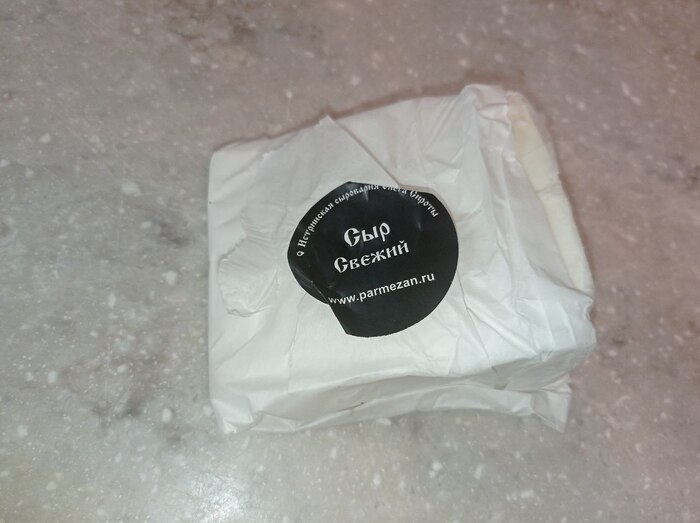 Истринская сыроварня Олега Сироты
Сыр
Свежий
www.parmezan.ru